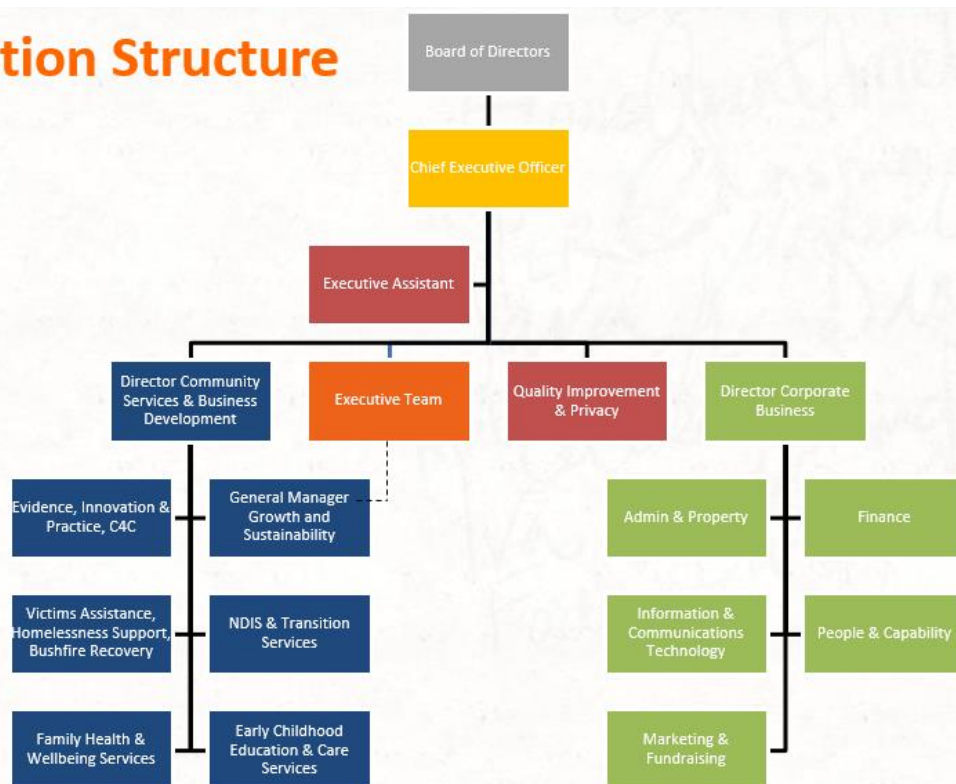 tion Structure
Board of Directors
Chief Executive Officer
Executive Assistant
Director Community
Services & Business
Development
Executive Team
Quality Improvement
& Privacy
Director Corporate
Business
Evidence, Innovation &
Practice, C4C
General Manager
Growth and
Sustainability
Admin & Property
Finance
Victims Assistance,
Homelessness Support,
Bushfire Recovery
NDIS & Transition
Services
Information &
Communications
Technology
People & Capability
Family Health &
Wellbeing Services
Early Childhood
Education & Care
Services
Marketing &
Fundraising